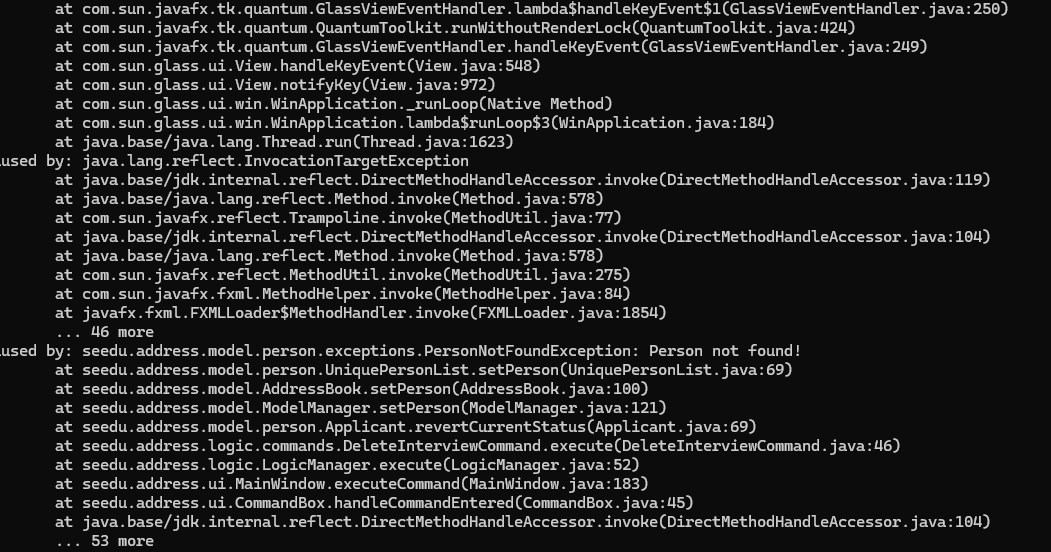 at com.sun.javafx.tk.quantum.GlassViewEventHandler.lambda$handleKeyEvent$1(GlassViewEventHandler.java:250)
at com.sun.javafx.tk.quantum.QuantumToolkit.runWithoutRenderLock(QuantumToolkit.java:424)
at com.sun.javafx.tk.quantum.GlassViewEventHandler.handleKeyEvent(GlassViewEventHandler.java:249)
at com.sun.glass.ui.View.handleKeyEvent(View.java:548)
at com.sun.glass.ui.View.notifyKey(View.java:972)
at com.sun.glass.ui.win.WinApplication._runLoop(Native Method)
at com.sun.glass.ui.win.WinApplication.lambda$runLoop$3(WinApplication.java:184)
at java.base/java.lang.Thread.run(Thread.java:1623)
used by: java.lang.reflect.InvocationTargetException
at java.base/jdk.internal.reflect.DirectMethodHandleAccessor.invoke(DirectMethodHandleAccessor.java:119)
at java.base/java.lang.reflect.Method.invoke(Method.java:578)
at com.sun.javafx.reflect.Trampoline.invoke(MethodUtil.java:77)
at java.base/jdk.internal.reflect.DirectMethodHandleAccessor.invoke(DirectMethodHandleAccessor.java:104)
at java.base/java.lang.reflect.Method.invoke(Method.java:578)
at com.sun.javafx.reflect.MethodUtil.invoke(MethodUtil.java:275)
at com.sun.javafx.fxml.MethodHelper.invoke(MethodHelper.java:84)
at javafx.fxml.FXMLLoader$MethodHandler.invoke(FXMLLoader.java:1854)
... 46 more
used by: seedu.address.model.person.exceptions.PersonNotFoundException: Person not found!
at seedu.address.model.person.UniquePersonList.setPerson(UniquePersonList.java:69)
at seedu.address.model.AddressBook.setPerson(AddressBook.java:100)
at seedu.address.model.ModelManager.setPerson(ModelManager.java:121)
at seedu.address.model.person.Applicant.revertCurrentStatus(Applicant.java:69)
at seedu.address.logic.commands.DeleteInterviewCommand.execute(DeleteInterviewCommand.java:46)
at seedu.address.logic.LogicManager.execute(LogicManager.java:52)
at seedu.address.ui.MainWindow.executeCommand(MainWindow.java:183)
at seedu.address.ui.CommandBox.handleCommandEntered(CommandBox.java:45)
at java.base/jdk.internal.reflect.DirectMethodHandleAccessor.invoke(DirectMethodHandleAccessor.java:104)
... 53 more